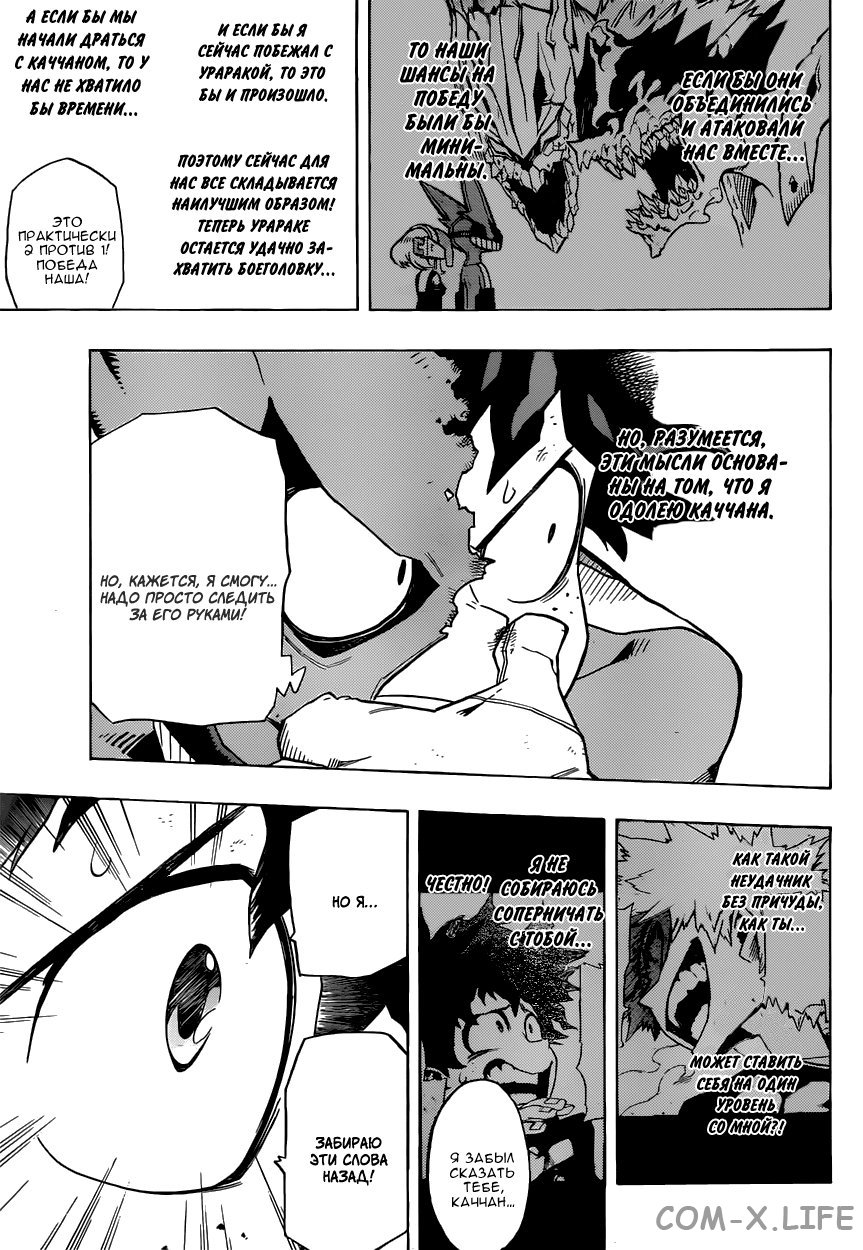 ЕСЛИ БЫ ОНИ
ОБЪЕДИНИЛИСЬ
И АТАКОВАЛИ
НАС ВМЕСТЕ...
ТО НАШИ
ШАНСЫ НА
ПОБЕДУ
БЫЛИ БЫ
МИНИ-
МАЛЬНЫ.
И ЕСЛИ БЫ Я
СЕЙЧАС ПОБЕЖАЛ С
УРАРАКОЙ, ТО ЭТО
БЫ И ПРОИЗОШЛО.
А ЕСЛИ БЫ МЫ
НАЧАЛИ ДРАТЬСЯ
С КАЧЧАНОМ, ТО У
НАС НЕ ХВАТИЛО
БЫ ВРЕМЕНИ...
ПОЭТОМУ СЕЙЧАС ДЛЯ
НАС ВСЕ СКЛАДЫВАЕТСЯ
НАИЛУЧШИМ ОБРАЗОМ!
ТЕПЕРЬ УРАРАКЕ
ОСТАЕТСЯ УДАЧНО ЗА-
ХВАТИТЬ БОЕГОЛОВКУ...
ЭТО
ПРАКТИЧЕСКИ
2 ПРОТИВ 1!
ПОБЕДА
НАША!
НО, РАЗУМЕЕТСЯ,
ЭТИ МЫСЛИ ОСНОВА-
НЫ НА ТОМ, ЧТО Я
ОДОЛЕЮ КАЧЧАНА.
НО, КАЖЕТСЯ, Я СМОГУ...
НАДО ПРОСТО СЛЕДИТЬ
ЗА ЕГО РУКАМИ!
КАК ТАКОЙ
НЕУДАЧНИК
БЕЗ ПРИЧУДЫ,
КАК ТЫ...
МОЖЕТ СТАВИТЬ
СЕБЯ НА ОДИН
УРОВЕНЬ
СО МНОЙ?!
Я НЕ
СОБИРАЮСЬ
СОПЕРНИЧАТЬ
С ТОБОЙ...
ЧЕСТНО!
Я ЗАБЫЛ
СКАЗАТЬ
ТЕБЕ,
КАЧЧАН...
НО Я...
ЗАБИРАЮ
ЭТИ СЛОВА
НАЗАД!
COM-X.LIFE